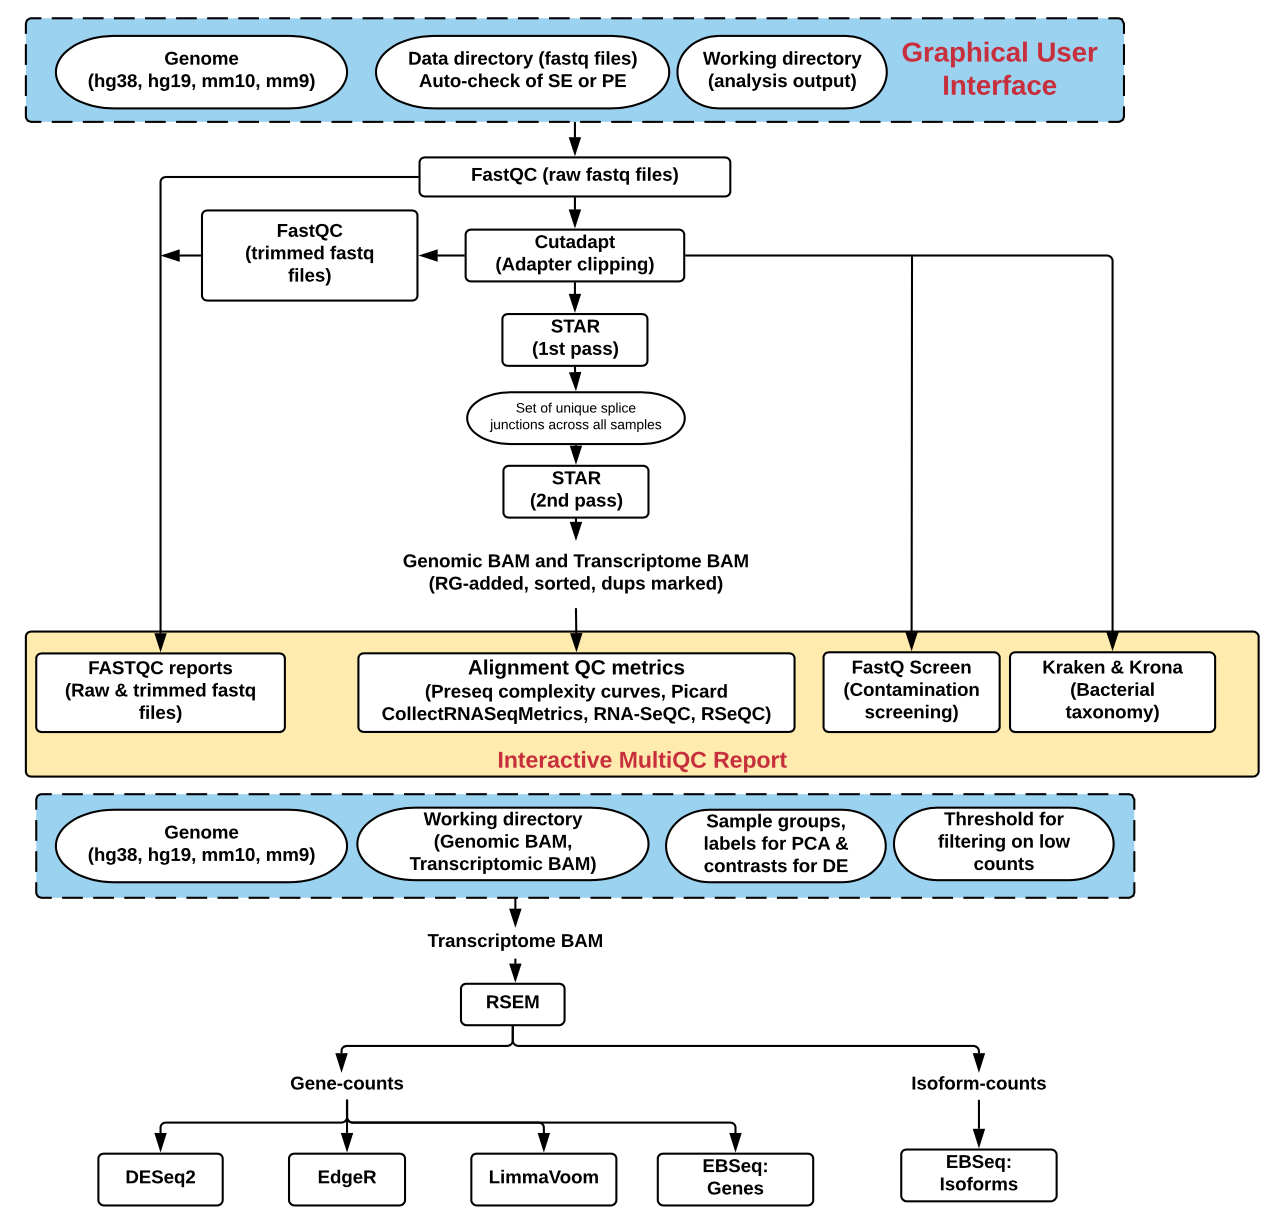 Genome
(hg38, hg19, mm10, mm9)
Data directory (fastq files)
Auto-check of SE or PE
Working directory
(analysis output)
Graphical User
Interface
FastQC (raw fastq files)
FastQC
(trimmed fastq
files)
Cutadapt
(Adapter clipping)
STAR
(1st pass)
Set of unique splice
junctions across all samples
STAR
(2nd pass)
Genomic BAM and Transcriptome BAM
(RG-added, sorted, dups marked)
FASTQC reports
(Raw & trimmed fastq
files)
Alignment QC metrics
(Preseq complexity curves, Picard
CollectRNASeqMetrics, RNA-SeQC, RSeQC)
FastQ Screen
(Contamination
screening)
Kraken & Krona
(Bacterial
taxonomy)
Interactive MultiQC Report
Genome
(hg38, hg19, mm10, mm9)
Working directory
(Genomic BAM,
Transcriptomic BAM)
Sample groups,
labels for PCA &
contrasts for DE
Threshold for
filtering on low
counts
Transcriptome BAM
RSEM
Gene-counts
Isoform-counts
DESeq2
EdgeR
LimmaVoom
EBSeq:
Genes
EBSeq:
Isoforms